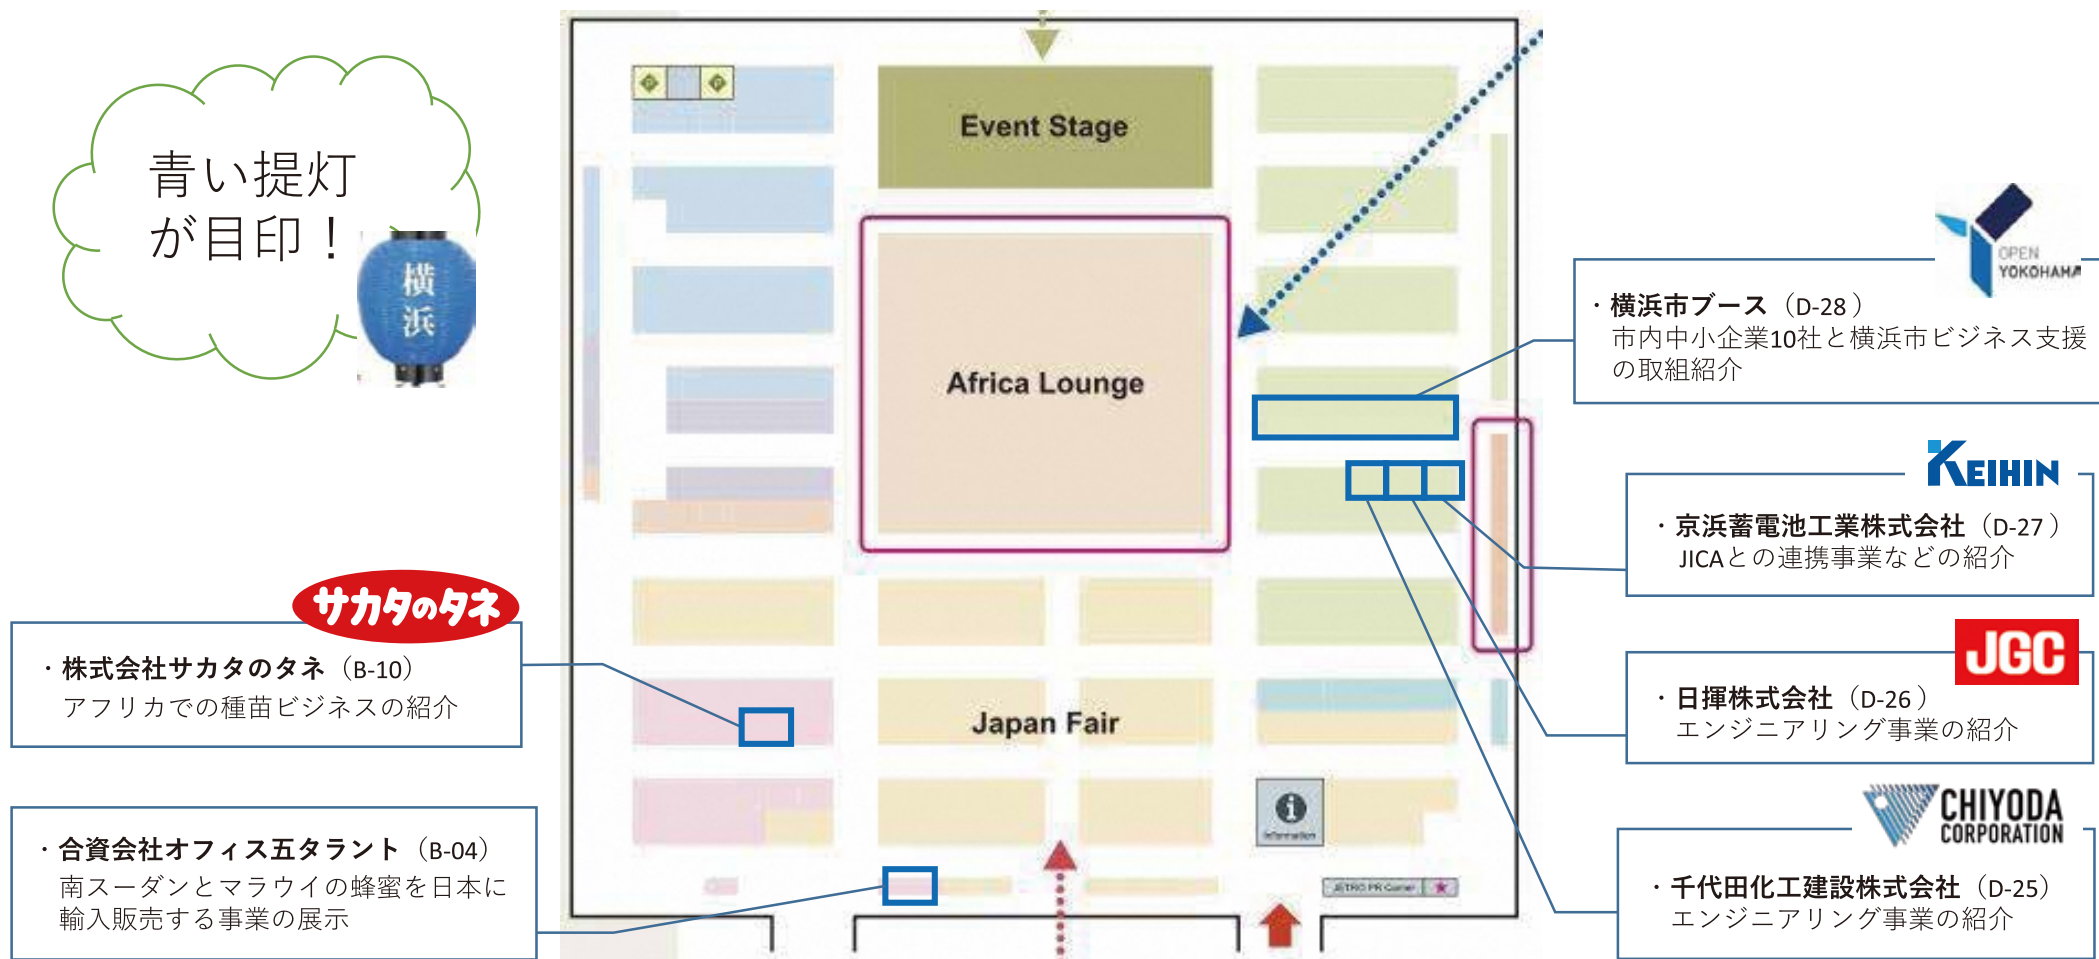 青い提灯
が目印！
横
浜
P
P
Event Stage
Africa Lounge
Japan Fair
i
Information
JETRO PR Corner
サカタのタネ
・株式会社サカタのタネ（B-10）
アフリカでの種苗ビジネスの紹介
・合資会社オフィス五タラント（B-04）
南スーダンとマラウイの蜂蜜を日本に
輸入販売する事業の展示
OPEN
YOKOHAMA
・横浜市ブース（D-28）
市内中小企業10社と横浜市ビジネス支援
の取組紹介
KEIHIN
・京浜蓄電池工業株式会社（D-27）
JICAとの連携事業などの紹介
JGC
・日揮株式会社（D-26）
エンジニアリング事業の紹介
CHIYODA
CORPORATION
・千代田化工建設株式会社（D-25）
エンジニアリング事業の紹介